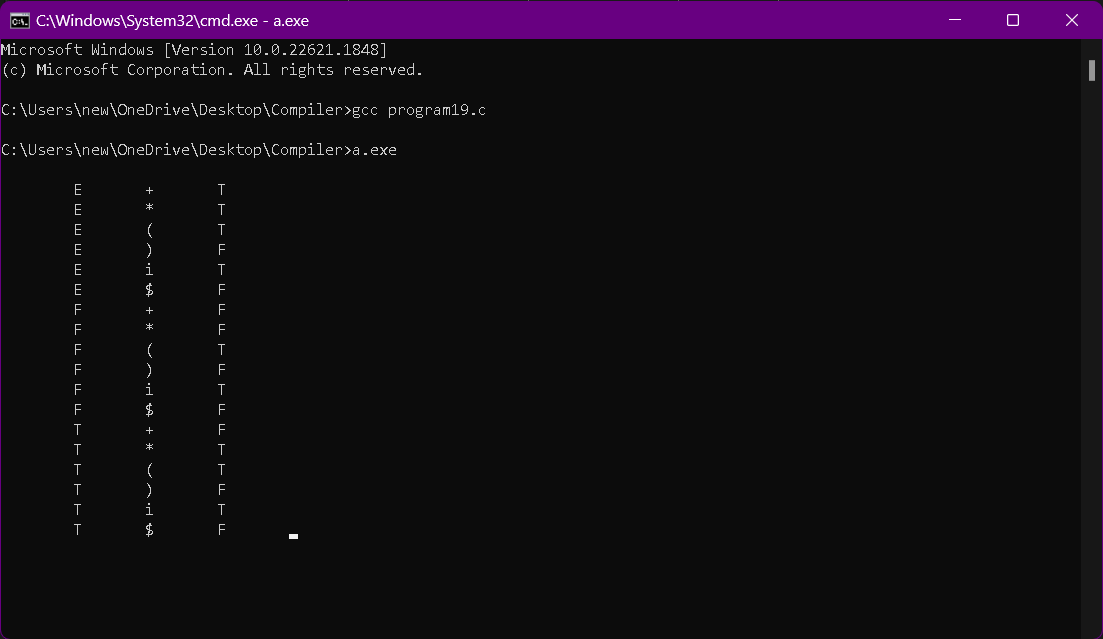 C:\Windows\System32\cmd.exe - a.exe
Microsoft Windows [Version 10.0.22621.1848]
(c) Microsoft Corporation. All rights reserved.
C:\Users\new\OneDrive\Desktop\Compiler>gcc program19.c
C:\Users\new\OneDrive\Desktop\Compiler>a.exe
E + T
E * T
E ( T
E ) F
E i T
E $ F
F + F
F * F
F ( T
F ) F
F i T
F $ F
T + F
T * T
T ( T
T ) F
T i T
T $ F